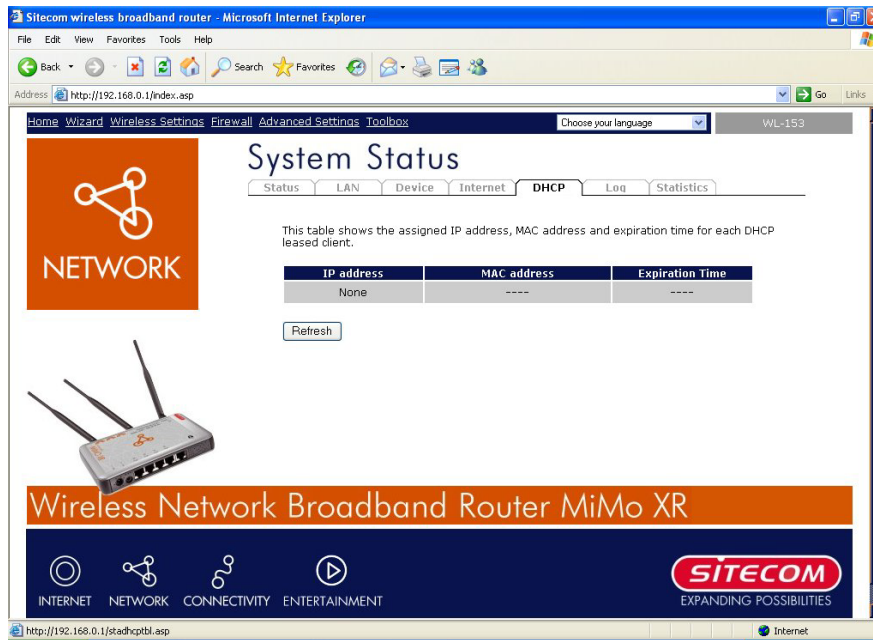 Sitecom wireless broadband router - Microsoft Internet Explorer
File Edit View Favorites Tools Help
Back Search Favorites
Address http://192.168.0.1/index.asp Go Links
Home Wizard Wireless Settings Firewall Advanced Settings Toolbox Choose your language WL-153
System Status
Status LAN Device Internet DHCP Log Statistics
This table shows the assigned IP address, MAC address and expiration time for each DHCP
leased client.
IP address MAC address Expiration Time
None ---- ----
Refresh
NETWORK
Wireless Network Broadband Router MiMo XR
INTERNET NETWORK CONNECTIVITY ENTERTAINMENT
SITECOM
EXPANDING POSSIBILITIES
http://192.168.0.1/stadhcptbl.asp Internet